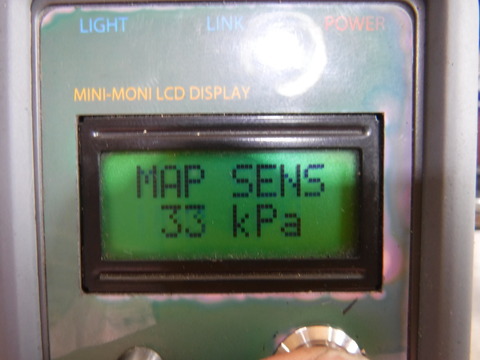 LIGHT LINK POWER
MINI-MONI LCD DISPLAY
MAP SENS
33 kPa